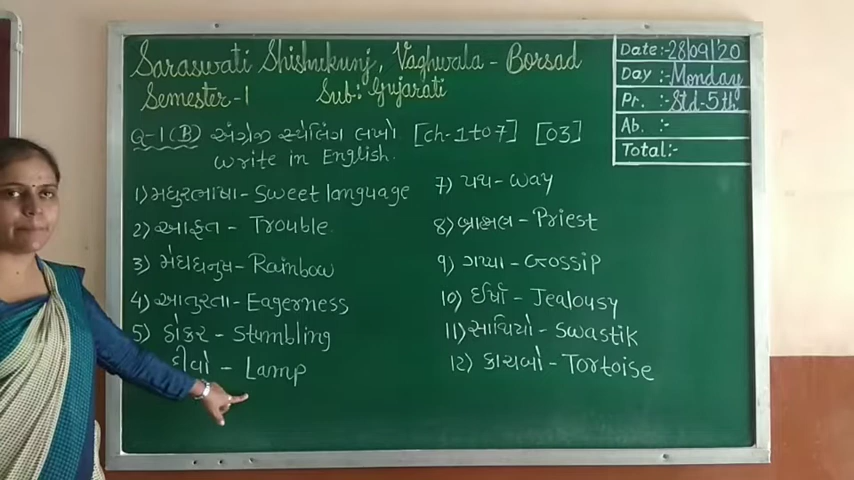 Saraswati Shishukunj, Vaghwala - Borsad
Semester-1 Sub: Gujarati
Date:-28/09/20
Day :-Monday
Pr. :-Std-5th
Ab. :-
Total:-
Q-1(B) અંગ્રેજી સ્પેલિંગ લખો [ch-1 to 7] [03]
write in English.
1) મધુરભાષા - Sweet language
2) આફત - Trouble
3) મેઘધનુષ - Rainbow
4) આતુરતા - Eagerness
5) ઠોકર - Stumbling
દીવો - Lamp
7) પથ - way
8) બ્રાહ્મણ - Priest
9) ગપ્પા - Gossip
10) ઈર્ષા - Jealousy
11) સાથિયો - Swastik
12) કાચબો - Tortoise